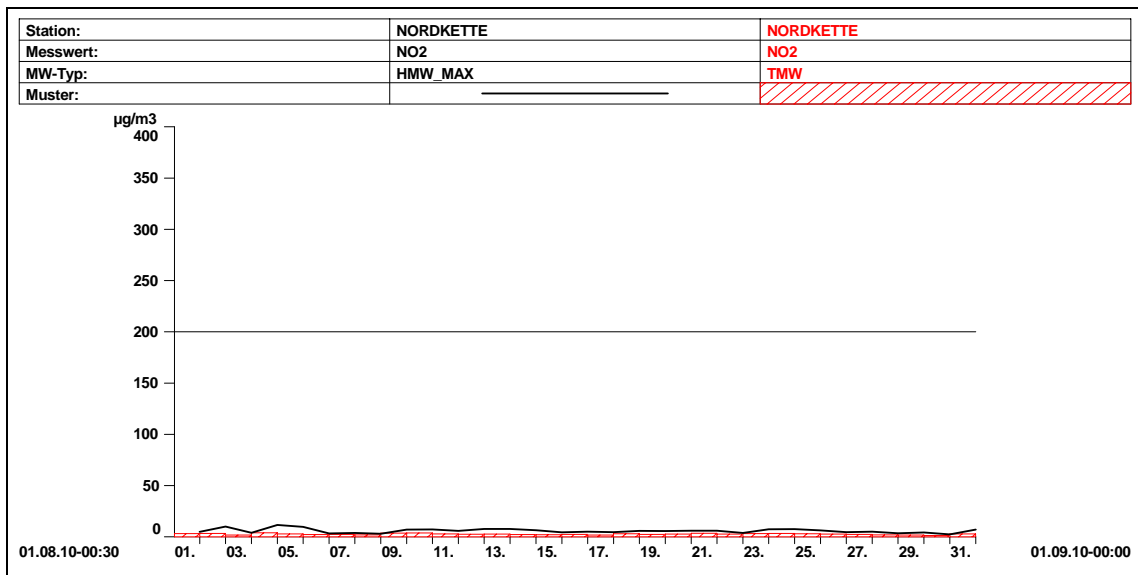 Station: NORDKETTE NORDKETTE
Messwert: NO2 NO2
MW-Typ: HMW_MAX TMW
Muster:
µg/m3
400
350
300
250
200
150
100
50
0
01.08.10-00:30 01. 03. 05. 07. 09. 11. 13. 15. 17. 19. 21. 23. 25. 27. 29. 31. 01.09.10-00:00